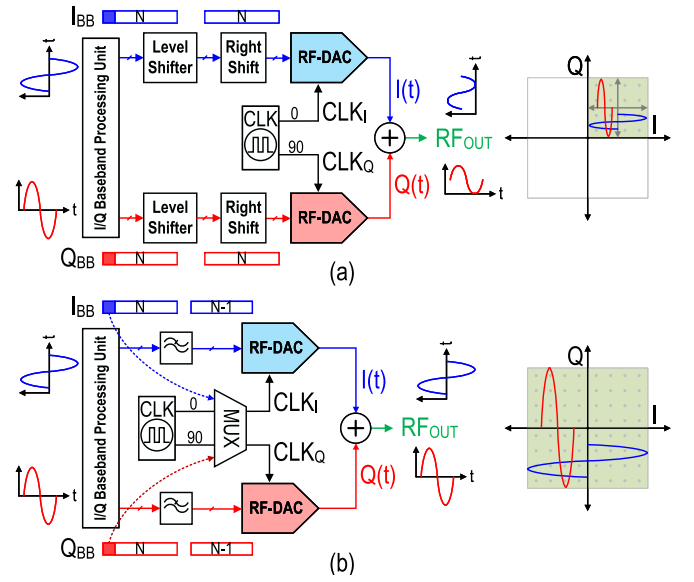 I_BB N N
t
I/Q Baseband Processing Unit
Level Shifter
Right Shift
RF-DAC
I(t)
t
CLK 0 CLK_I
90
CLK_Q
+
RF_OUT
Q
I
t
Level Shifter
Right Shift
RF-DAC
Q(t)
t
Q_BB N N
(a)
I_BB N N-1
t
I/Q Baseband Processing Unit
RF-DAC
I(t)
t
CLK 0
90
MUX
CLK_I
CLK_Q
+
RF_OUT
Q
I
t
RF-DAC
Q(t)
t
Q_BB N N-1
(b)